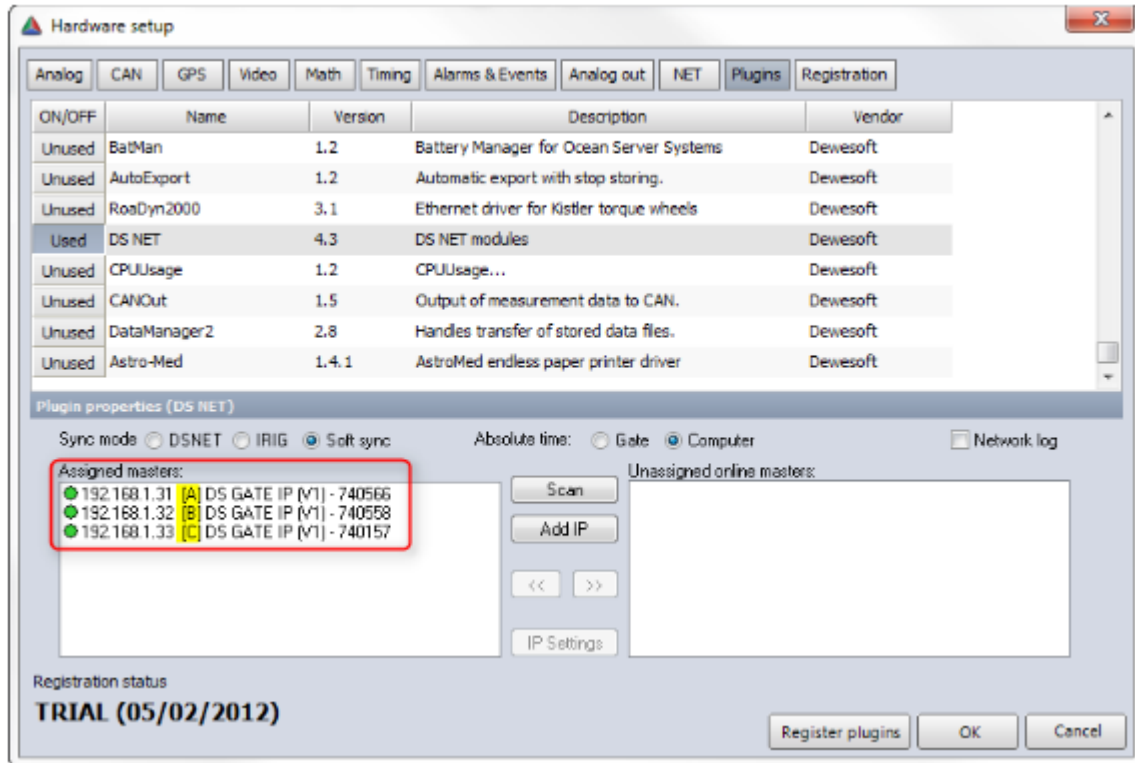 Hardware setup
Analog CAN GPS Video Math Timing Alarms & Events Analog out NET Plugins Registration
ON/OFF Name Version Description Vendor
Unused BatMan 1.2 Battery Manager for Ocean Server Systems Dewesoft
Unused AutoExport 1.2 Automatic export with stop storing. Dewesoft
Unused RoaDyn2000 3.1 Ethernet driver for Kistler torque wheels Dewesoft
Used DS NET 4.3 DS NET modules Dewesoft
Unused CPUUsage 1.2 CPUUsage... Dewesoft
Unused CANOut 1.5 Output of measurement data to CAN. Dewesoft
Unused DataManager2 2.8 Handles transfer of stored data files. Dewesoft
Unused Astro-Med 1.4.1 AstroMed endless paper printer driver Dewesoft
Plugin properties (DS NET)
Sync mode DSNET IRIG Soft sync Absolute time: Gate Computer Network log
Assigned masters: Unassigned online masters:
192.168.1.31 [A] DS GATE IP (V1) - 740566
192.168.1.32 [B] DS GATE IP (V1) - 740558
192.168.1.33 [C] DS GATE IP (V1) - 740157
Scan
Add IP
<< >>
IP Settings
Registration status
TRIAL (05/02/2012)
Register plugins OK Cancel